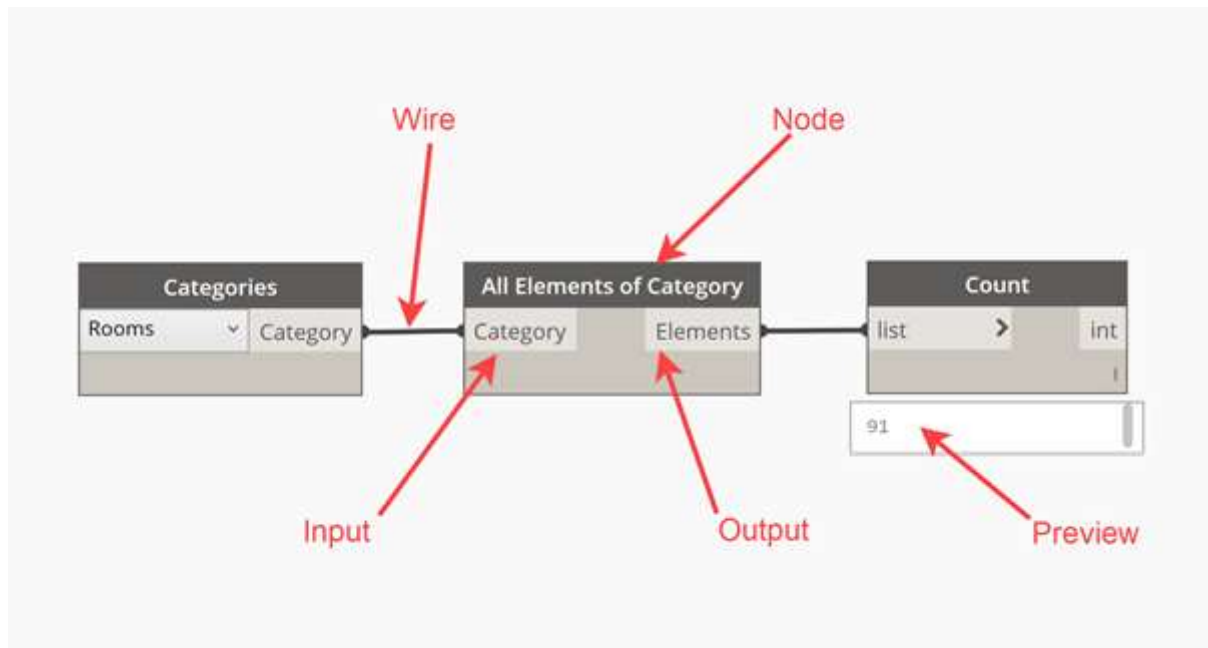 Wire
Node
Categories
All Elements of Category
Count
Rooms
Category
Category
Elements
list
int
91
Input
Output
Preview